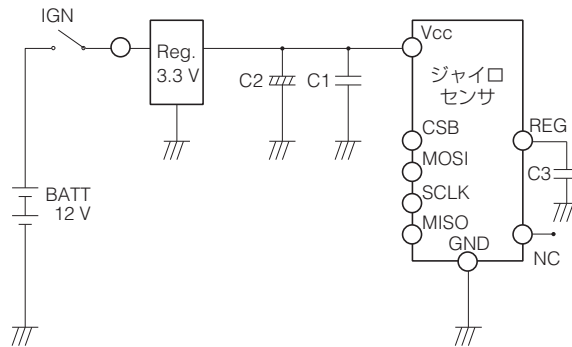 IGN
Reg.
3.3 V
C2
C1
Vcc
ジャイロ
センサ
CSB
MOSI
SCLK
MISO
GND
REG
C3
NC
BATT
12 V